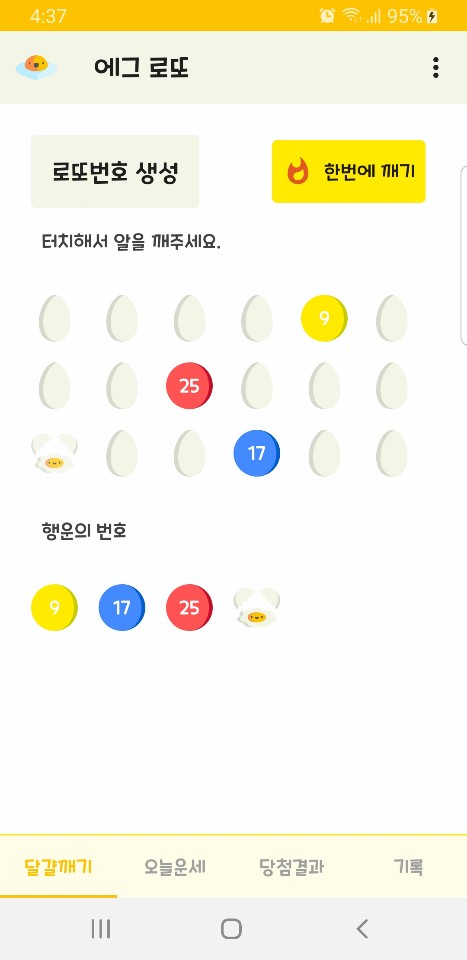 4:37 95%
에그 로또
로또번호 생성 한번에 깨기
터치해서 알을 깨주세요.
9
25
17
행운의 번호
9 17 25
달걀깨기 오늘운세 당첨결과 기록